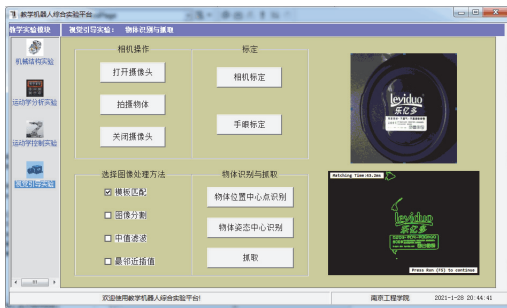 教学机器人综合实验平台
教学实验模块
视觉引导实验: 物体识别与抓取
机械结构实验
运动学分析实验
运动学控制实验
视觉引导实验
相机操作
打开摄像头
拍摄物体
关闭摄像头
标定
相机标定
手眼标定
选择图像处理方法
模板匹配
图像分割
中值滤波
最邻近插值
物体识别与抓取
物体位置中心点识别
物体姿态中心识别
抓取
leyiduo
乐亿多
Matching Time:63.2ms
leyiduo
乐亿多
Press Run (F5) to continue
欢迎使用教学机器人综合实验平台!
南京工程学院
2021-1-28 20:44:41